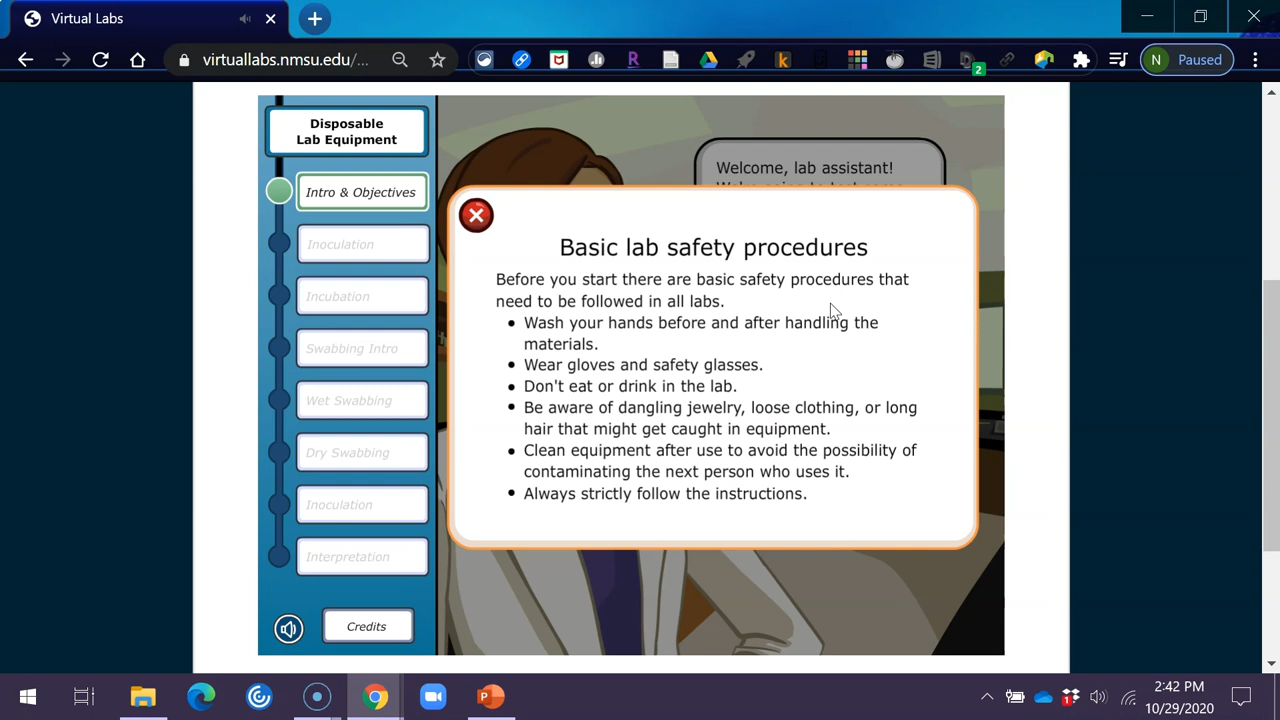 Virtual Labs
virtuallabs.nmsu.edu/...
2
N Paused
Disposable
Lab Equipment
Intro & Objectives
Inoculation
Incubation
Swabbing Intro
Wet Swabbing
Dry Swabbing
Inoculation
Interpretation
Credits
Welcome, lab assistant!
Basic lab safety procedures
Before you start there are basic safety procedures that
need to be followed in all labs.
• Wash your hands before and after handling the
materials.
• Wear gloves and safety glasses.
• Don't eat or drink in the lab.
• Be aware of dangling jewelry, loose clothing, or long
hair that might get caught in equipment.
• Clean equipment after use to avoid the possibility of
contaminating the next person who uses it.
• Always strictly follow the instructions.
2:42 PM
10/29/2020